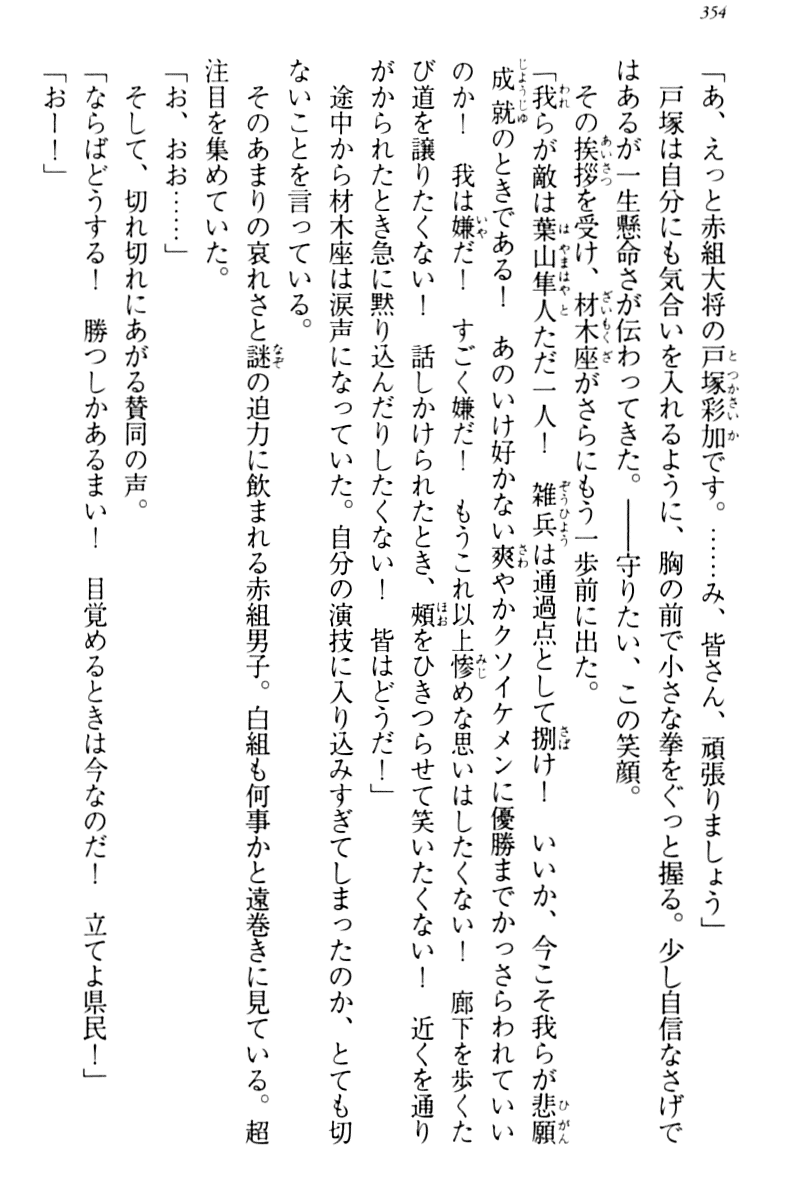 354
「あ、えっと赤組大将の戸塚彩加です。……み、皆さん、頑張りましょう」
戸塚は自分にも気合いを入れるように、胸の前で小さな拳をぐっと握る。少し自信なさげで
はあるが一生懸命さが伝わってきた。――守りたい、この笑顔。
その挨拶を受け、材木座がさらにもう一歩前に出た。
「我らが敵は葉山隼人ただ一人！　雑兵は通過点として捌け！　いいか、今こそ我らが悲願
成就のときである！　あのいけ好かない爽やかクソイケメンに優勝までかっさらわれていい
のか！　我は嫌だ！　すごく嫌だ！　もうこれ以上惨めな思いはしたくない！　廊下を歩くた
び道を譲りたくない！　話しかけられたとき、頰をひきつらせて笑いたくない！　近くを通り
がかられたとき急に黙り込んだりしたくない！　皆はどうだ！」
途中から材木座は涙声になっていた。自分の演技に入り込みすぎてしまったのか、とても切
ないことを言っている。
そのあまりの哀れさと謎の迫力に飲まれる赤組男子。白組も何事かと遠巻きに見ている。超
注目を集めていた。
「お、おお……」
そして、切れ切れにあがる賛同の声。
「ならばどうする！　勝つしかあるまい！　目覚めるときは今なのだ！　立てよ県民！」
「おー！」